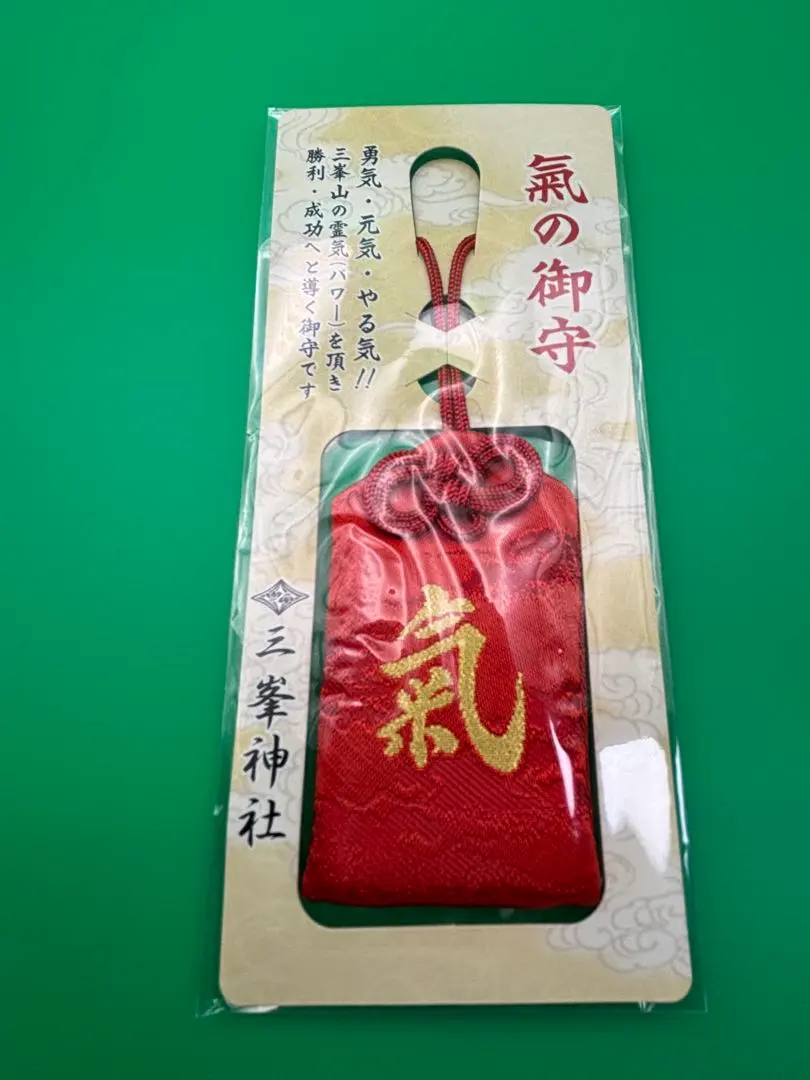 氣の御守
勇気・元気・やる気!!
三峯山の霊気(パワー)を頂き
勝利・成功へと導く御守です
氣
三峯神社